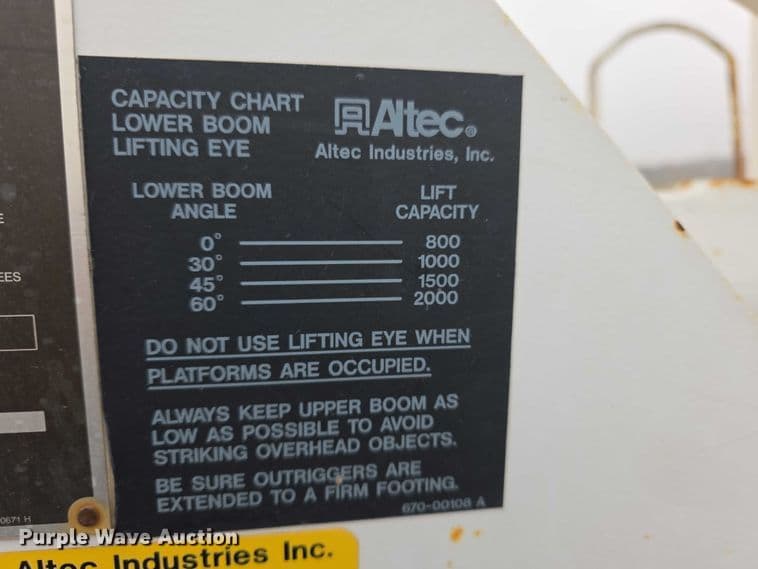 CAPACITY CHART
LOWER BOOM
LIFTING EYE
Altec®
Altec Industries, Inc.
LOWER BOOM ANGLE LIFT CAPACITY
0° 800
30° 1000
45° 1500
60° 2000
DO NOT USE LIFTING EYE WHEN
PLATFORMS ARE OCCUPIED.
ALWAYS KEEP UPPER BOOM AS
LOW AS POSSIBLE TO AVOID
STRIKING OVERHEAD OBJECTS.
BE SURE OUTRIGGERS ARE
EXTENDED TO A FIRM FOOTING.
670-00108 A
E
EES
0671 H
Purple Wave Auction
Altec Industries Inc.